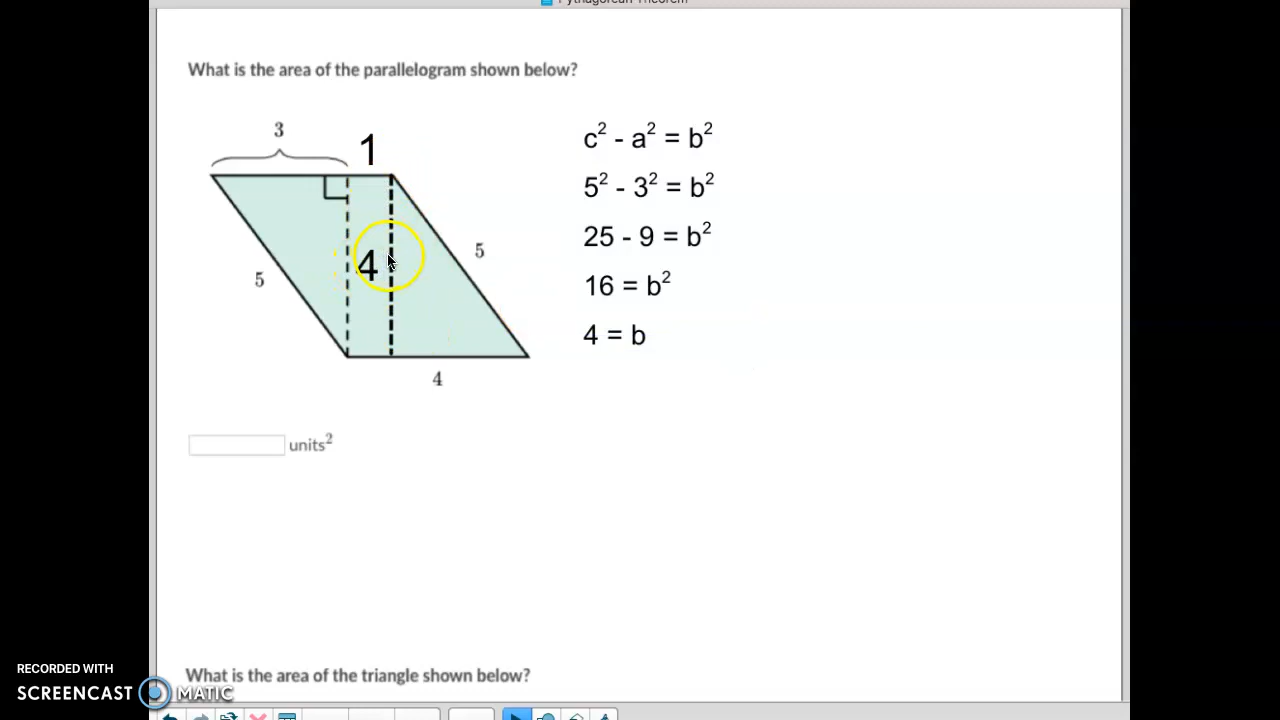 Pythagorean Theorem
What is the area of the parallelogram shown below?
3
1
c² - a² = b²
5² - 3² = b²
25 - 9 = b²
16 = b²
4 = b
4
5
5
4
units²
What is the area of the triangle shown below?
RECORDED WITH
SCREENCAST MATIC